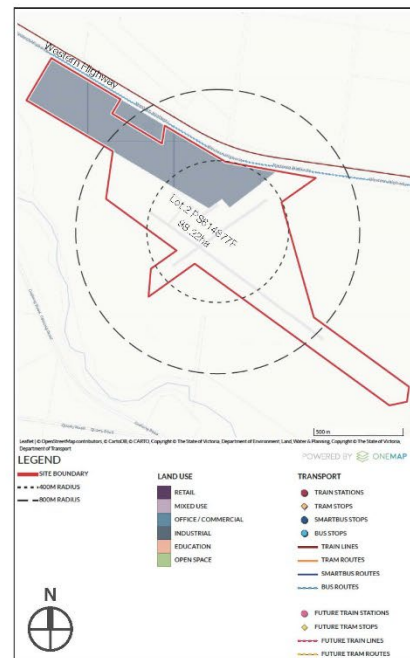 Western Highway
Lot 2 PS614877F
88.22ha
500 m
Leaflet | © OpenStreetMap contributors, © CartoDB, © CARTO, Copyright © The State of Victoria, Department of Environment, Land, Water & Planning, Copyright © The State of Victoria,
Department of Transport
POWERED BY ONEMAP
LEGEND
SITE BOUNDARY
400M RADIUS
800M RADIUS
LAND USE
RETAIL
MIXED USE
OFFICE / COMMERCIAL
INDUSTRIAL
EDUCATION
OPEN SPACE
TRANSPORT
TRAIN STATIONS
TRAM STOPS
SMARTBUS STOPS
BUS STOPS
TRAIN LINES
TRAM ROUTES
SMARTBUS ROUTES
BUS ROUTES
FUTURE TRAIN STATIONS
FUTURE TRAM STOPS
FUTURE TRAIN LINES
FUTURE TRAM ROUTES
N